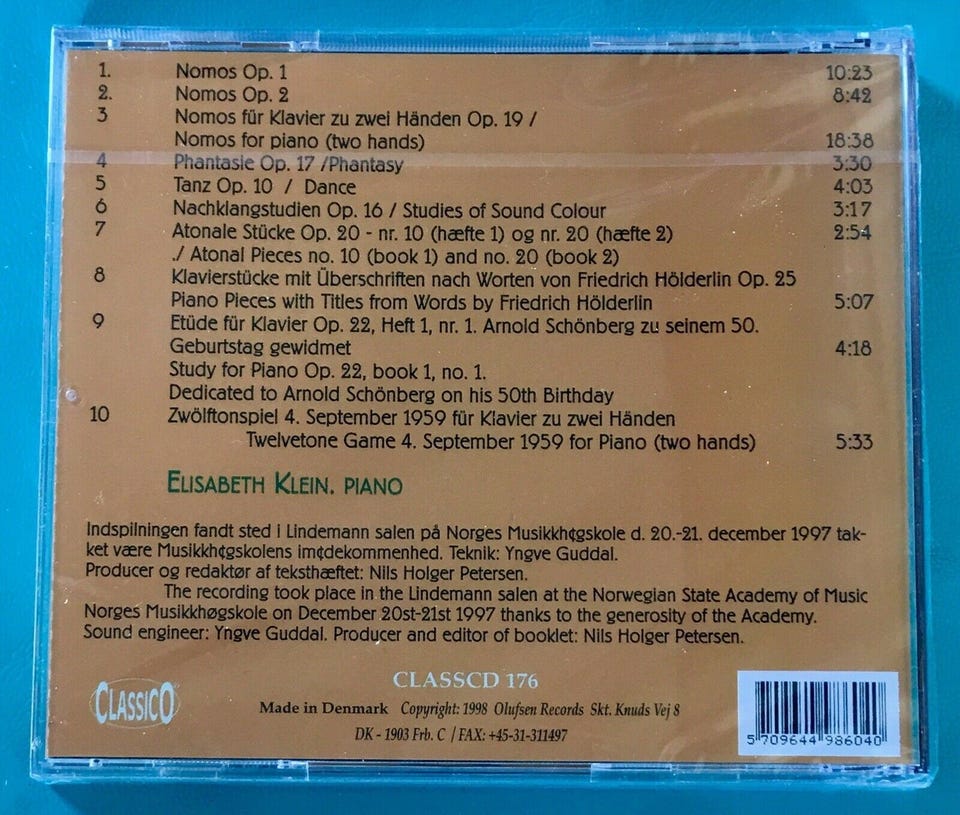 1. Nomos Op. 1 10:23
2. Nomos Op. 2 8:42
3 Nomos für Klavier zu zwei Händen Op. 19 /
Nomos for piano (two hands) 18:38
4 Phantasie Op. 17 /Phantasy 3:30
5 Tanz Op. 10 / Dance 4:03
6 Nachklangstudien Op. 16 / Studies of Sound Colour 3:17
7 Atonale Stücke Op. 20 - nr. 10 (hæfte 1) og nr. 20 (hæfte 2) 2:54
./ Atonal Pieces no. 10 (book 1) and no. 20 (book 2)
8 Klavierstücke mit Überschriften nach Worten von Friedrich Hölderlin Op. 25
Piano Pieces with Titles from Words by Friedrich Hölderlin 5:07
9 Etüde für Klavier Op. 22, Heft 1, nr. 1. Arnold Schönberg zu seinem 50.
Geburtstag gewidmet 4:18
Study for Piano Op. 22, book 1, no. 1.
Dedicated to Arnold Schönberg on his 50th Birthday
10 Zwölftonspiel 4. September 1959 für Klavier zu zwei Händen
Twelvetone Game 4. September 1959 for Piano (two hands) 5:33
ELISABETH KLEIN. PIANO
Indspilningen fandt sted i Lindemann salen på Norges Musikkh¢gskole d. 20.-21. december 1997 tak-
ket være Musikkh¢gskolens im¢dekommenhed. Teknik: Yngve Guddal.
Producer og redaktør af teksthæftet: Nils Holger Petersen.
The recording took place in the Lindemann salen at the Norwegian State Academy of Music
Norges Musikkhøgskole on December 20st-21st 1997 thanks to the generosity of the Academy.
Sound engineer: Yngve Guddal. Producer and editor of booklet: Nils Holger Petersen.
CLASSICO
CLASSCD 176
Made in Denmark Copyright: 1998 Olufsen Records Skt. Knuds Vej 8
DK - 1903 Frb. C / FAX: +45-31-311497
5 709644 986040